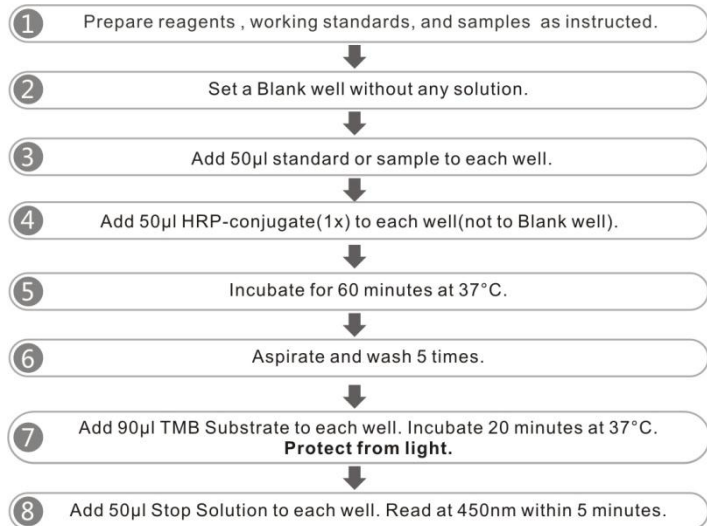 1 Prepare reagents , working standards, and samples as instructed.
2 Set a Blank well without any solution.
3 Add 50μl standard or sample to each well.
4 Add 50μl HRP-conjugate(1x) to each well(not to Blank well).
5 Incubate for 60 minutes at 37°C.
6 Aspirate and wash 5 times.
7 Add 90μl TMB Substrate to each well. Incubate 20 minutes at 37°C.
Protect from light.
8 Add 50μl Stop Solution to each well. Read at 450nm within 5 minutes.